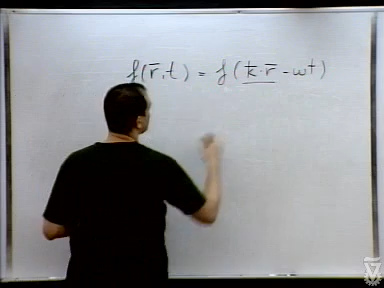 f(r̄,t) = f(k̄·r̄ -ωt)